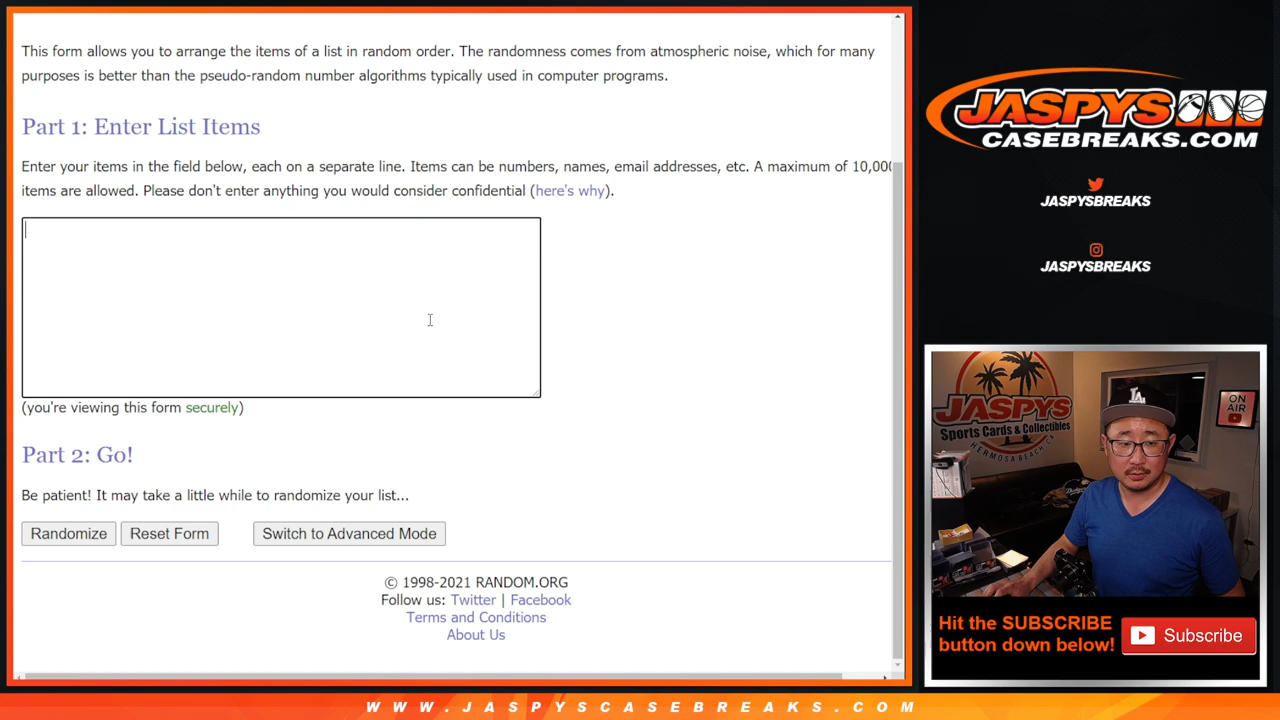 This form allows you to arrange the items of a list in random order. The randomness comes from atmospheric noise, which for many
purposes is better than the pseudo-random number algorithms typically used in computer programs.
Part 1: Enter List Items
Enter your items in the field below, each on a separate line. Items can be numbers, names, email addresses, etc. A maximum of 10,000
items are allowed. Please don't enter anything you would consider confidential (here's why).
(you're viewing this form securely)
Part 2: Go!
Be patient! It may take a little while to randomize your list...
Randomize
Reset Form
Switch to Advanced Mode
© 1998-2021 RANDOM.ORG
Follow us: Twitter | Facebook
Terms and Conditions
About Us
JASPYS
CASEBREAKS.COM
JASPYSBREAKS
JASPYSBREAKS
JASPYS
Sports Cards & Collectibles
HERMOSA BEACH, CA
LA
ON
AIR
Hit the SUBSCRIBE
button down below!
Subscribe
WWW.JASPYSCASEBREAKS.COM